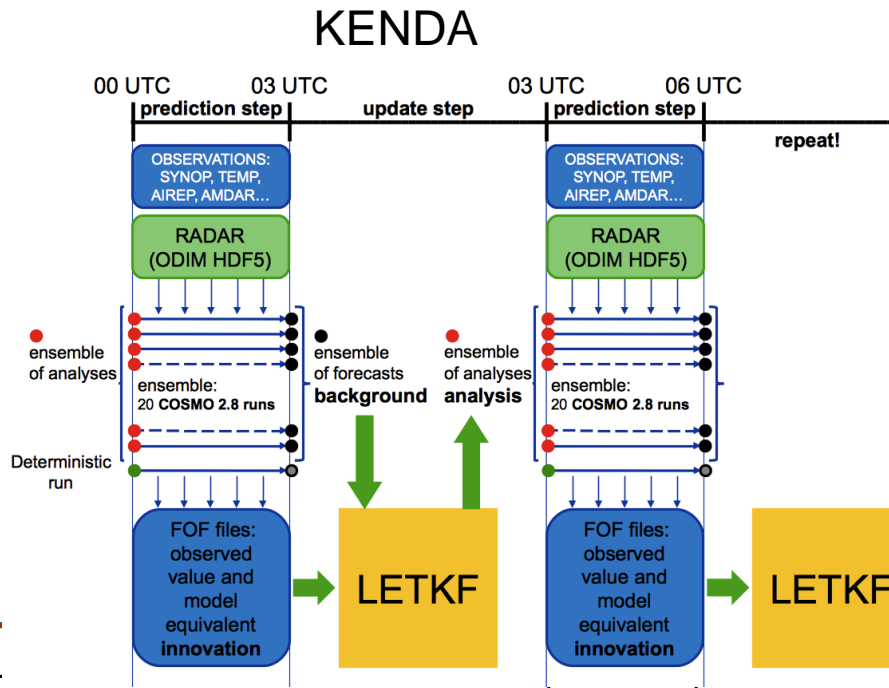 KENDA
00 UTC
03 UTC
03 UTC
06 UTC
prediction step
update step
prediction step
repeat!
OBSERVATIONS:
SYNOP, TEMP,
AIREP, AMDAR...
RADAR
(ODIM HDF5)
ensemble
of analyses
ensemble:
20 COSMO 2.8 runs
Deterministic
run
FOF files:
observed
value and
model
equivalent
innovation
ensemble
of forecasts
background
LETKF
ensemble
of analyses
analysis
OBSERVATIONS:
SYNOP, TEMP,
AIREP, AMDAR...
RADAR
(ODIM HDF5)
ensemble:
20 COSMO 2.8 runs
FOF files:
observed
value and
model
equivalent
innovation
LETKF